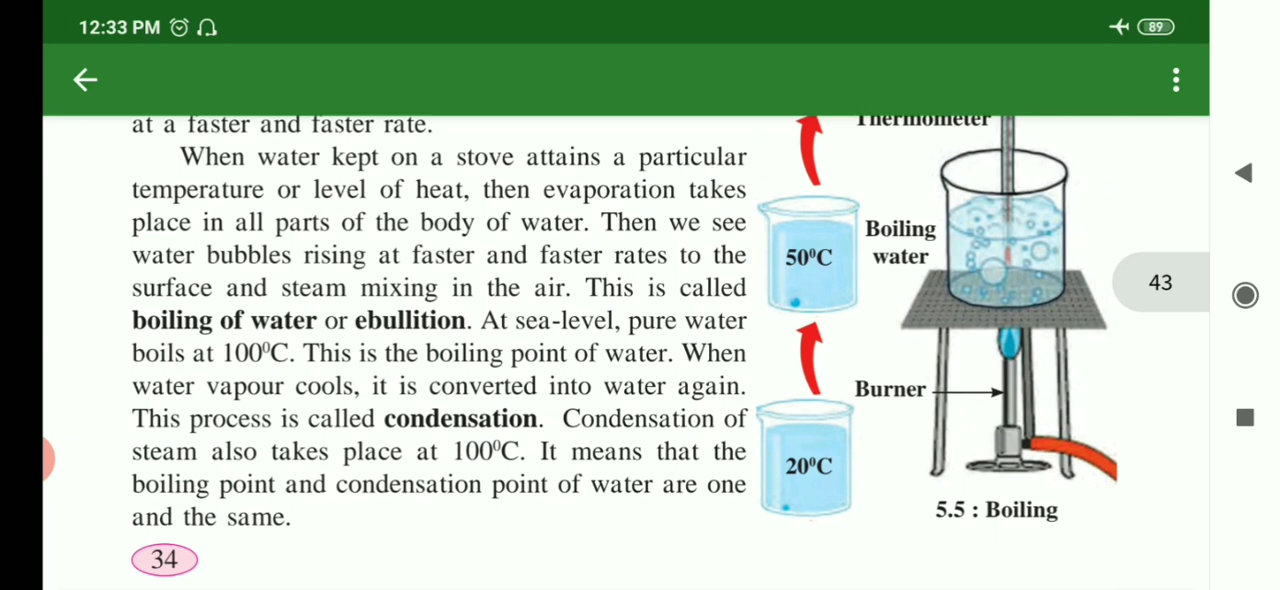 12:33 PM
89
at a faster and faster rate.
When water kept on a stove attains a particular
temperature or level of heat, then evaporation takes
place in all parts of the body of water. Then we see
water bubbles rising at faster and faster rates to the
surface and steam mixing in the air. This is called
boiling of water or ebullition. At sea-level, pure water
boils at 100⁰C. This is the boiling point of water. When
water vapour cools, it is converted into water again.
This process is called condensation. Condensation of
steam also takes place at 100⁰C. It means that the
boiling point and condensation point of water are one
and the same.
34
Thermometer
50⁰C
Boiling
water
43
Burner
20⁰C
5.5 : Boiling